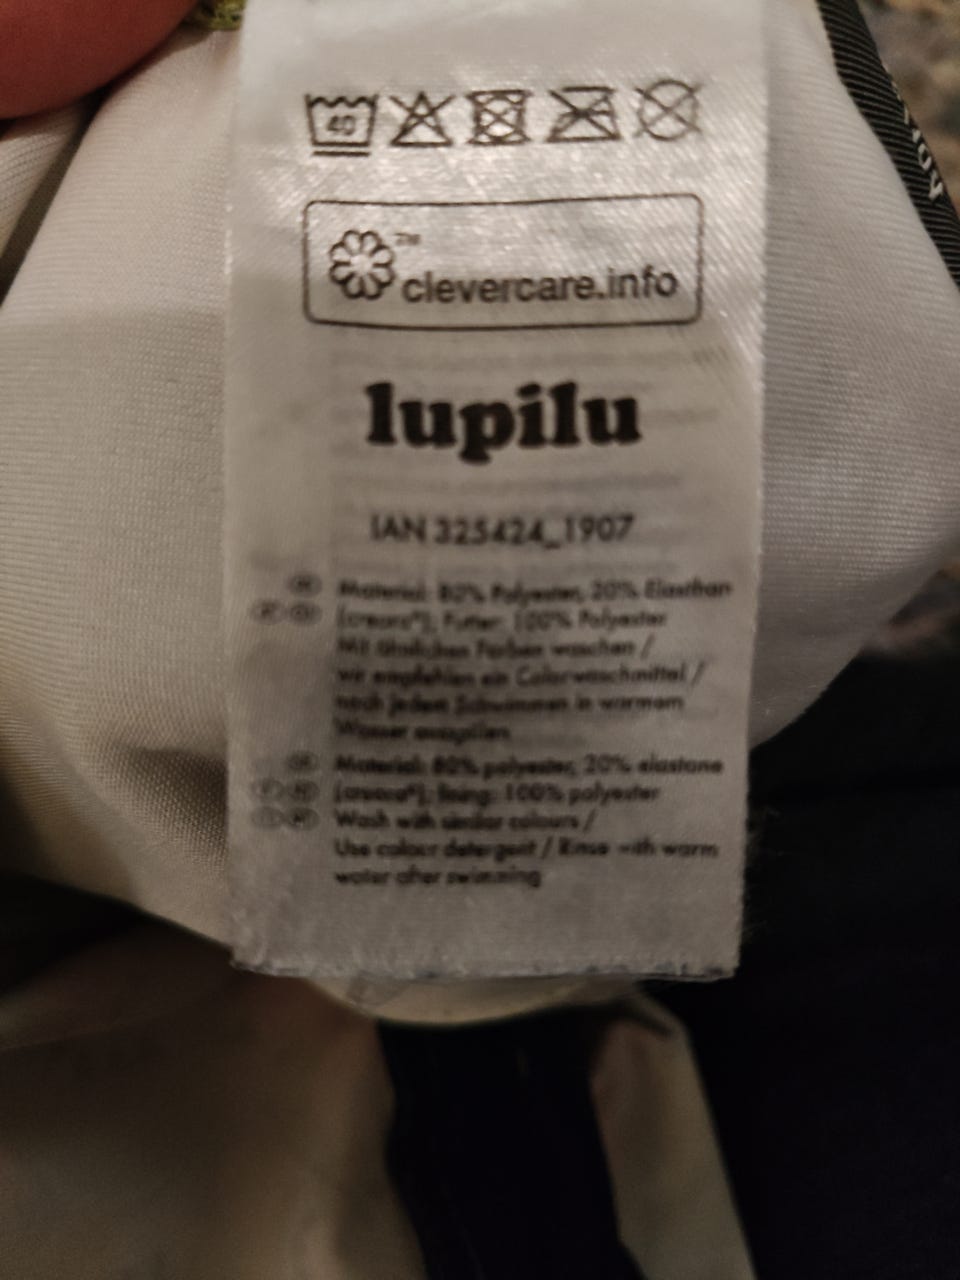 40
TM
clevercare.info
lupilu
IAN 325424_1907
Material: 80% Polyester, 20% Elasthan
(creora®); Futter: 100% Polyester
Mit ähnlichen Farben waschen /
wir empfehlen ein Colorwaschmittel /
nach jedem Schwimmen in warmem
Wasser ausspülen
Material: 80% polyester, 20% elastane
(creora®); lining: 100% polyester
Wash with similar colours /
Use colour detergent / Rinse with warm
water after swimming